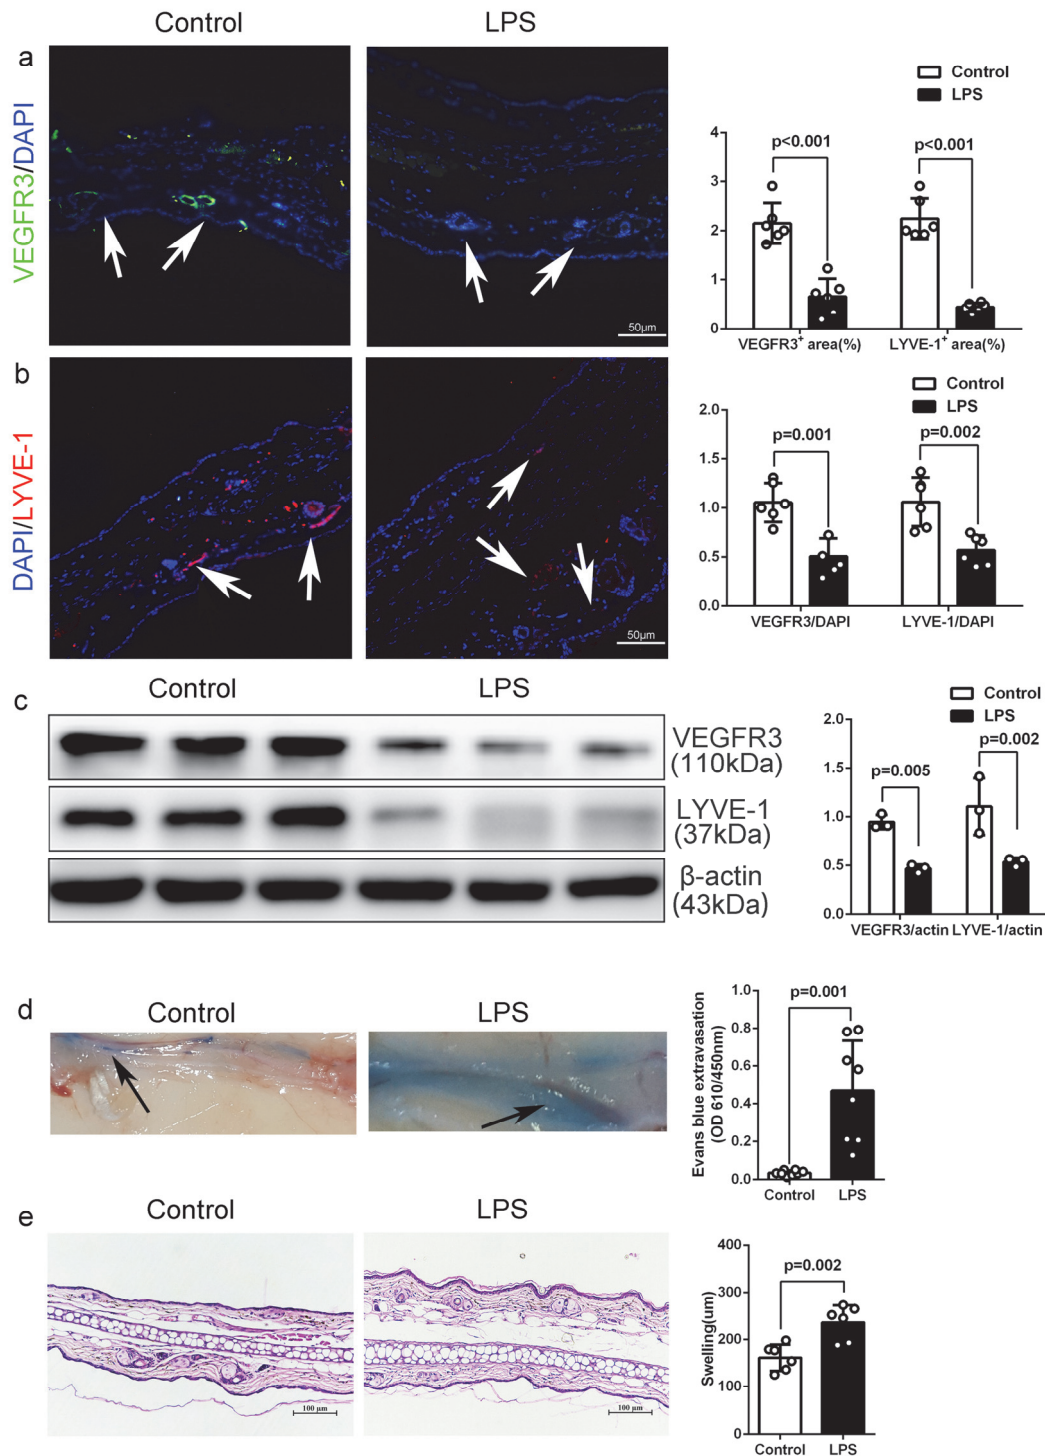 Control
LPS
a
VEGFR3/DAPI
50μm
Control
LPS
4
3
2
1
0
p<0.001
p<0.001
VEGFR3+ area(%)
LYVE-1+ area(%)
b
DAPI/LYVE-1
50μm
Control
LPS
2.0
1.5
1.0
0.5
0.0
p=0.001
p=0.002
VEGFR3/DAPI
LYVE-1/DAPI
Control
LPS
c
VEGFR3
(110kDa)
LYVE-1
(37kDa)
β-actin
(43kDa)
Control
LPS
2.0
1.5
1.0
0.5
0.0
p=0.005
p=0.002
VEGFR3/actin
LYVE-1/actin
d
Control
LPS
Evans blue extravasation
(OD 610/450nm)
1.0
0.8
0.6
0.4
0.2
0.0
p=0.001
Control
LPS
e
Control
LPS
100 μm
100 μm
Swelling(um)
400
300
200
100
0
p=0.002
Control
LPS